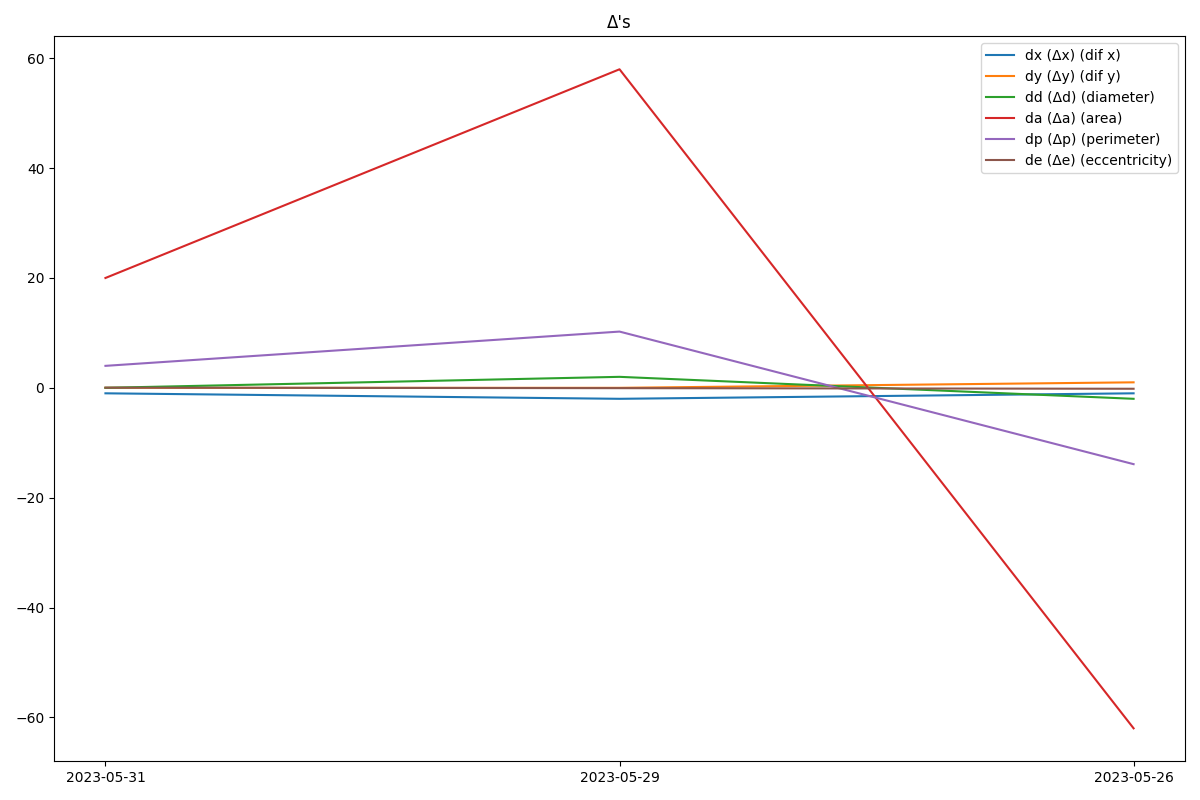 Δ's
60
40
20
0
−20
−40
−60
2023-05-31
2023-05-29
2023-05-26
dx (Δx) (dif x)
dy (Δy) (dif y)
dd (Δd) (diameter)
da (Δa) (area)
dp (Δp) (perimeter)
de (Δe) (eccentricity)